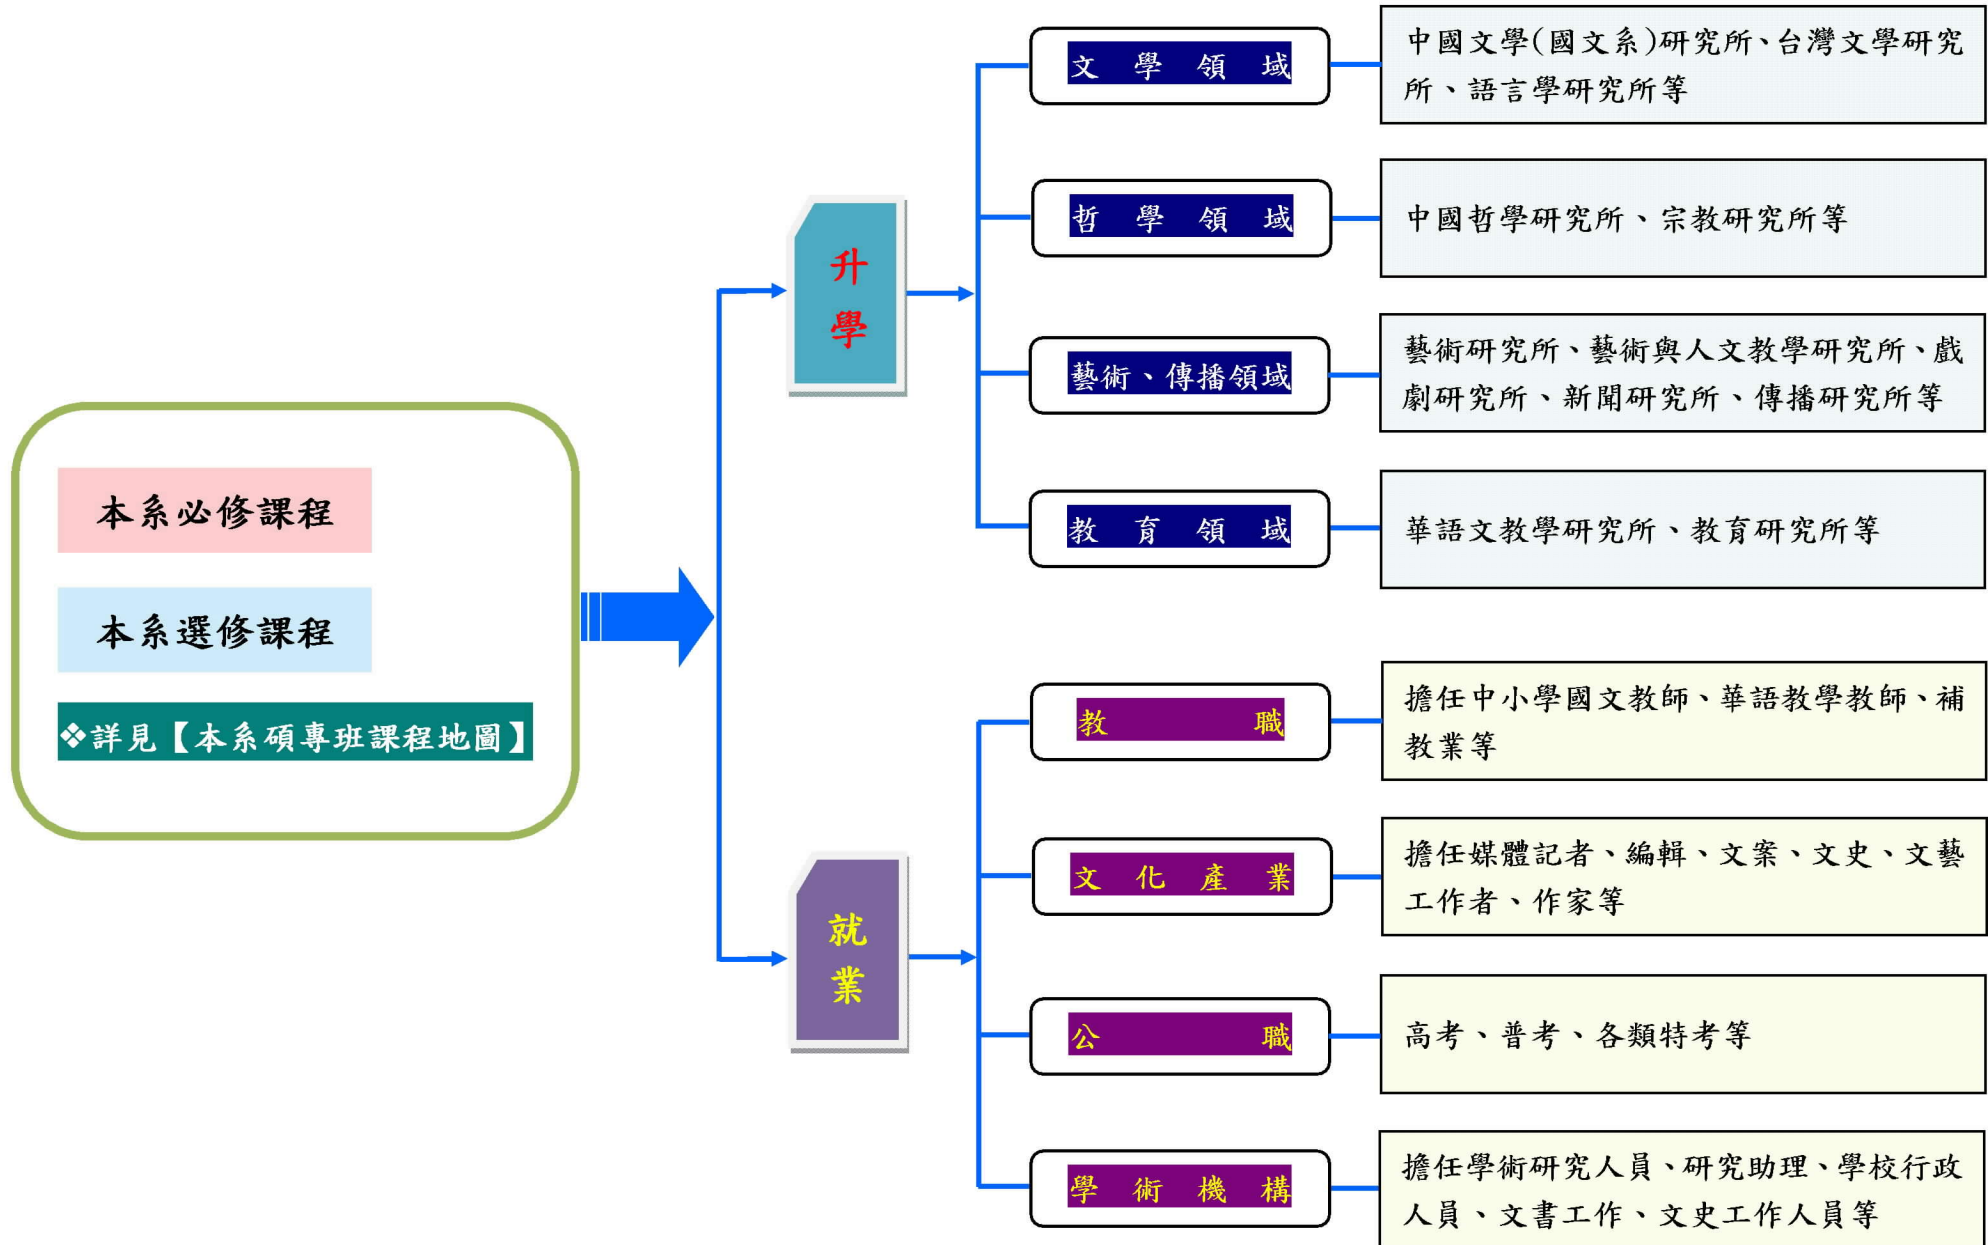 本系必修課程
本系選修課程
❖詳見【本系碩專班課程地圖】
升
學
文學領域
中國文學(國文系)研究所、台灣文學研究
所、語言學研究所等
哲學領域
中國哲學研究所、宗教研究所等
藝術、傳播領域
藝術研究所、藝術與人文教學研究所、戲
劇研究所、新聞研究所、傳播研究所等
教育領域
華語文教學研究所、教育研究所等
就
業
教職
擔任中小學國文教師、華語教學教師、補
教業等
文化產業
擔任媒體記者、編輯、文案、文史、文藝
工作者、作家等
公職
高考、普考、各類特考等
學術機構
擔任學術研究人員、研究助理、學校行政
人員、文書工作、文史工作人員等